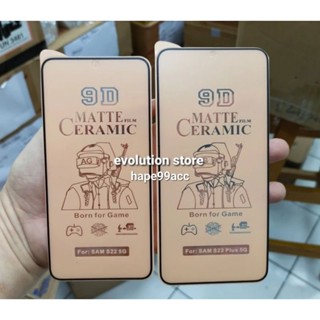 9D
MATTE FILM
CERAMIC
AG
Born for Game
For: SAM S22 5G
9D
MATTE FILM
CERAMIC
Born for Game
For: SAM S22 Plus 5G
evolution store
hape99acc